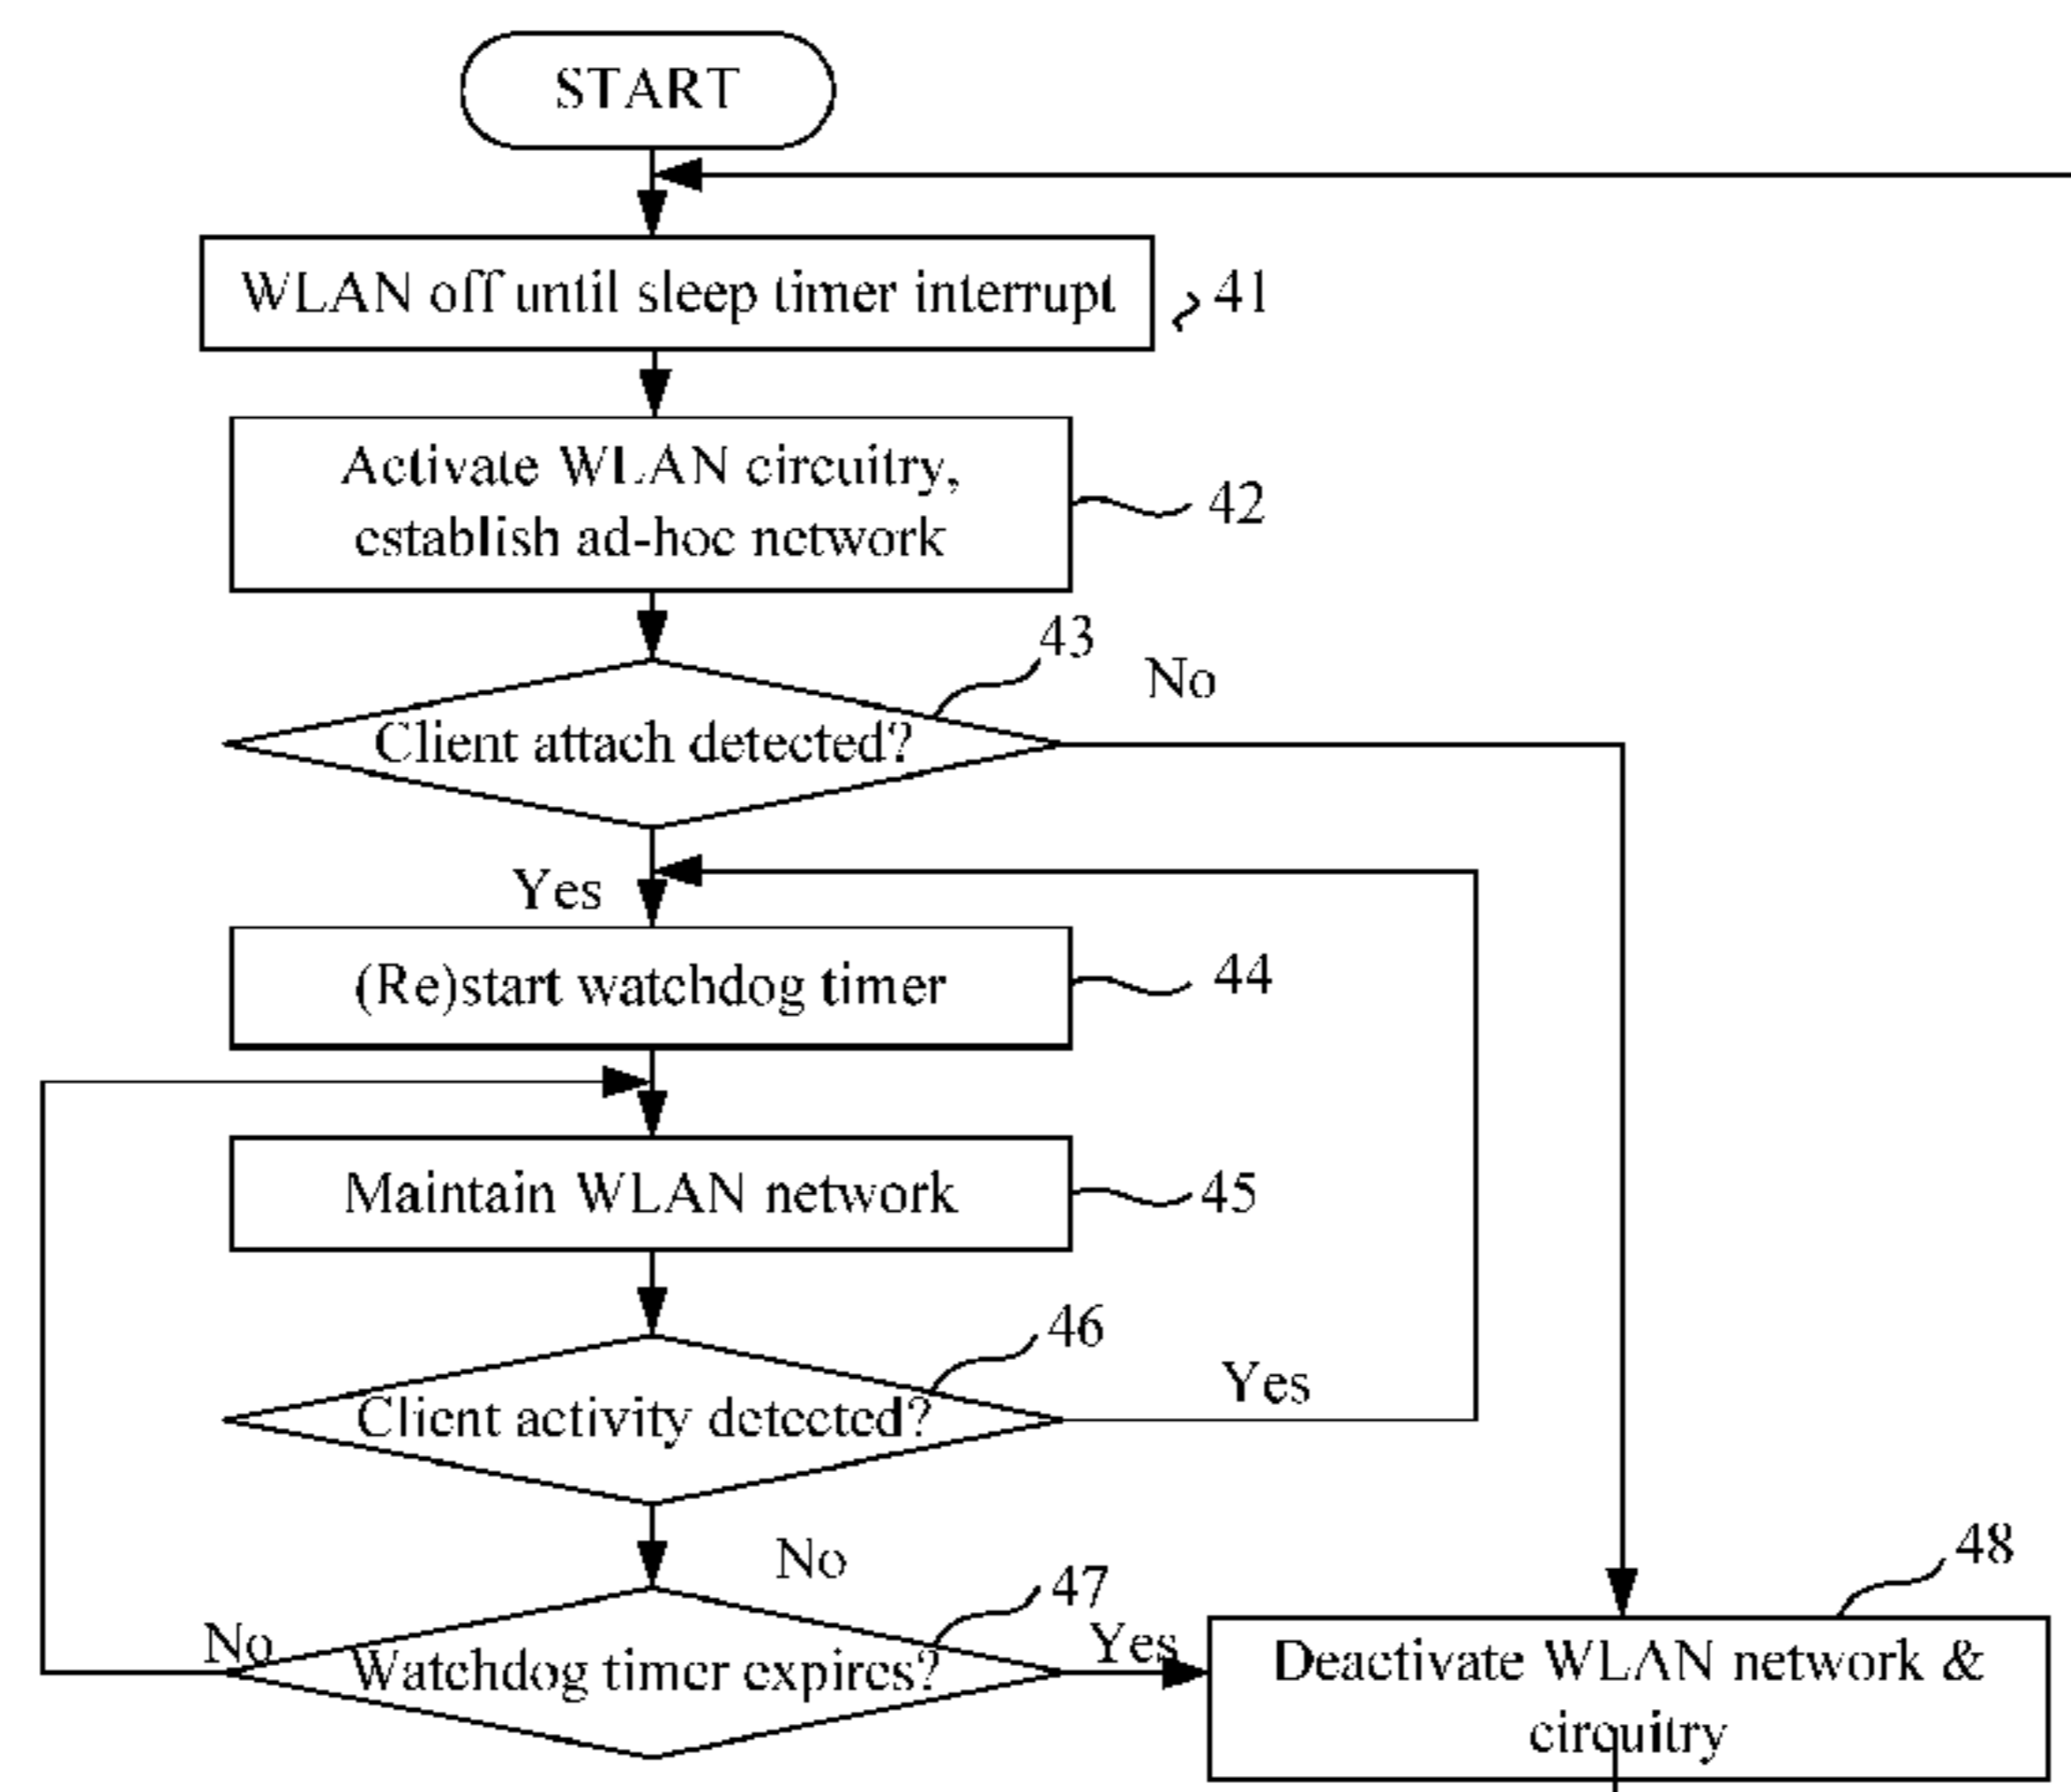 START
WLAN off until sleep timer interrupt
41
Activate WLAN circuitry,
establish ad-hoc network
42
43
No
Client attach detected?
Yes
(Re)start watchdog timer
44
Maintain WLAN network
45
46
Yes
Client activity detected?
No
47
48
No
Watchdog timer expires?
Yes
Deactivate WLAN network &
circuitry